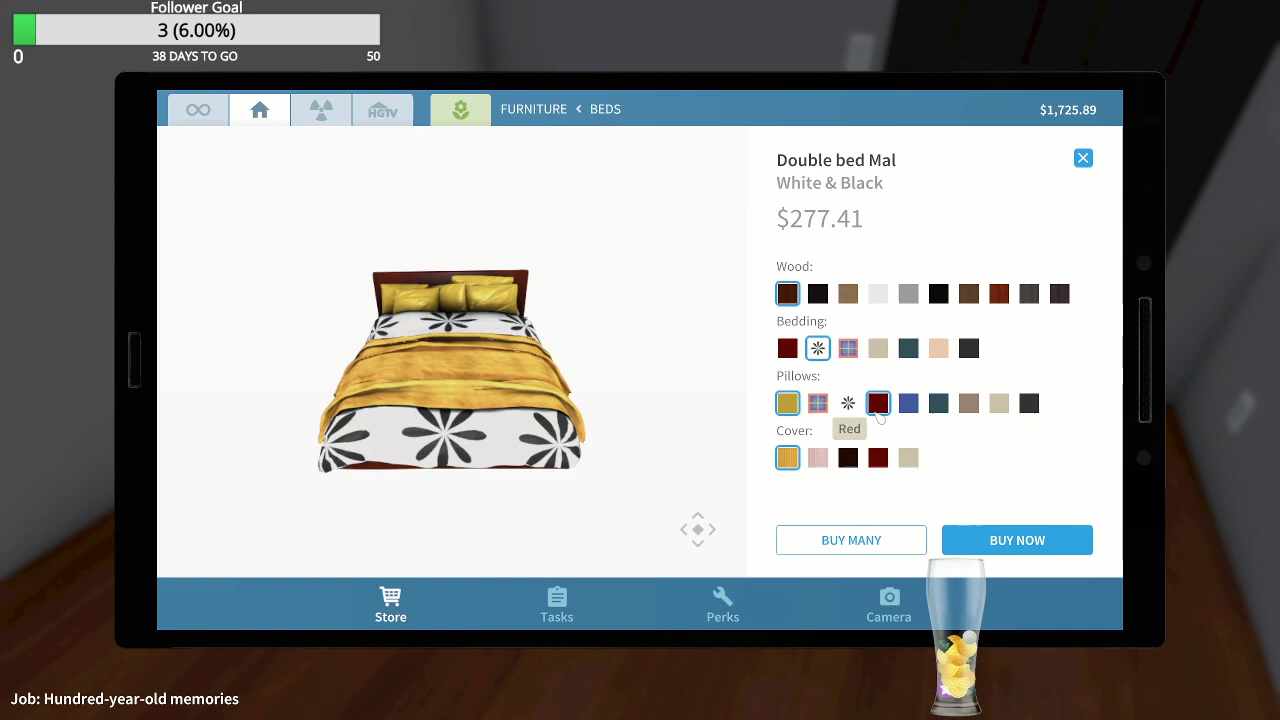 Follower Goal
3 (6.00%)
0
38 DAYS TO GO
50
HGTV
FURNITURE < BEDS
$1,725.89
Double bed Mal
White & Black
$277.41
Wood:
Bedding:
Pillows:
Red
Cover:
BUY MANY
BUY NOW
Store
Tasks
Perks
Camera
Job: Hundred-year-old memories